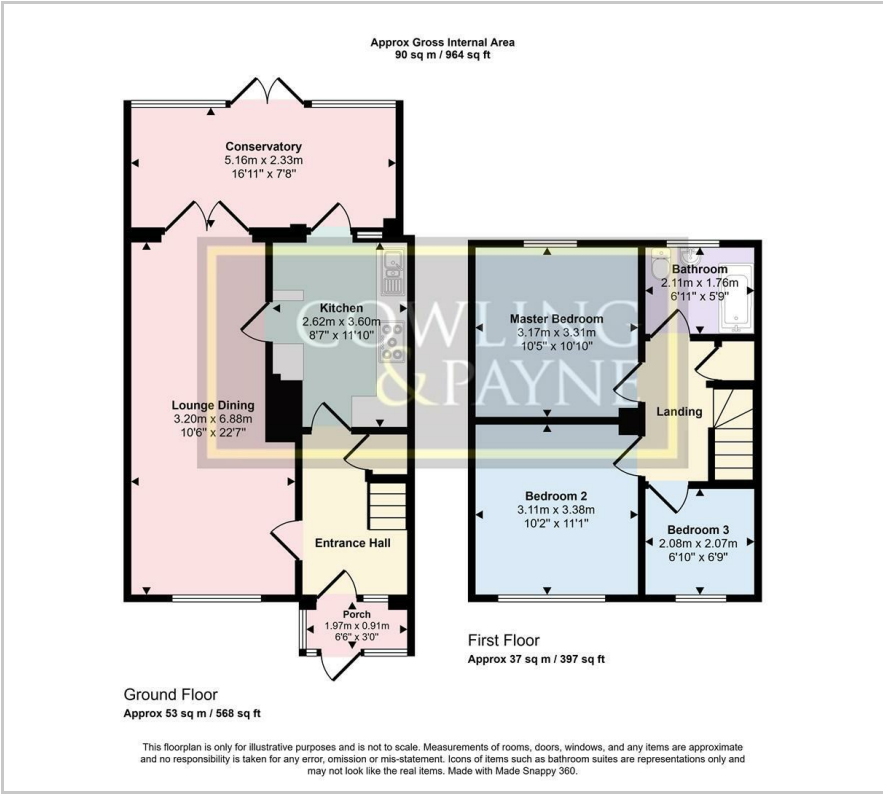 Approx Gross Internal Area
90 sq m / 964 sq ft
Conservatory
5.16m x 2.33m
16'11" x 7'8"
Kitchen
2.62m x 3.60m
8'7" x 11'10"
Lounge Dining
3.20m x 6.88m
10'6" x 22'7"
Entrance Hall
Porch
1.97m x 0.91m
6'6" x 3'0"
Ground Floor
Approx 53 sq m / 568 sq ft
Master Bedroom
3.17m x 3.31m
10'5" x 10'10"
Bathroom
2.11m x 1.76m
6'11" x 5'9"
Landing
Bedroom 2
3.11m x 3.38m
10'2" x 11'1"
Bedroom 3
2.08m x 2.07m
6'10" x 6'9"
First Floor
Approx 37 sq m / 397 sq ft
COWLING
&PAYNE
This floorplan is only for illustrative purposes and is not to scale. Measurements of rooms, doors, windows, and any items are approximate
and no responsibility is taken for any error, omission or mis-statement. Icons of items such as bathroom suites are representations only and
may not look like the real items. Made with Made Snappy 360.